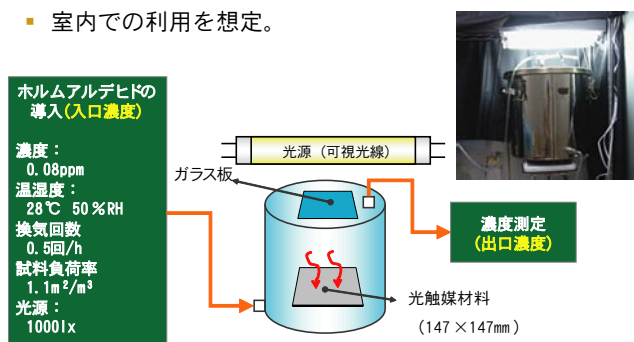 室内での利用を想定。
ホルムアルデヒドの
導入(入口濃度)
濃度：
0.08ppm
温湿度：
28℃ 50%RH
換気回数
0.5回/h
試料負荷率
1.1m²/m³
光源：
1000lx
光源（可視光線）
ガラス板
濃度測定
(出口濃度)
光触媒材料
（147×147mm）